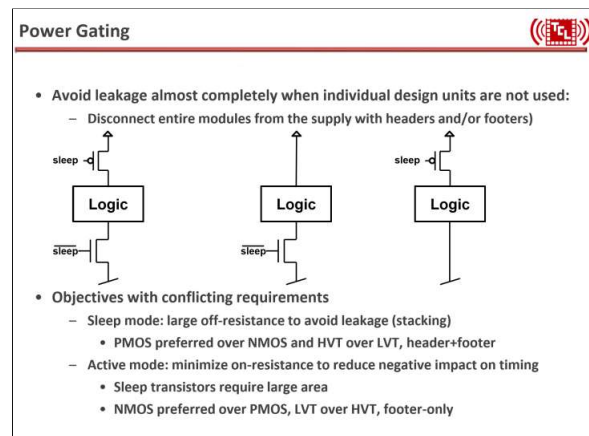 Power Gating
TCL
• Avoid leakage almost completely when individual design units are not used:
– Disconnect entire modules from the supply with headers and/or footers)
sleep
sleep
Logic
Logic
Logic
sleep
sleep
• Objectives with conflicting requirements
– Sleep mode: large off-resistance to avoid leakage (stacking)
• PMOS preferred over NMOS and HVT over LVT, header+footer
– Active mode: minimize on-resistance to reduce negative impact on timing
• Sleep transistors require large area
• NMOS preferred over PMOS, LVT over HVT, footer-only